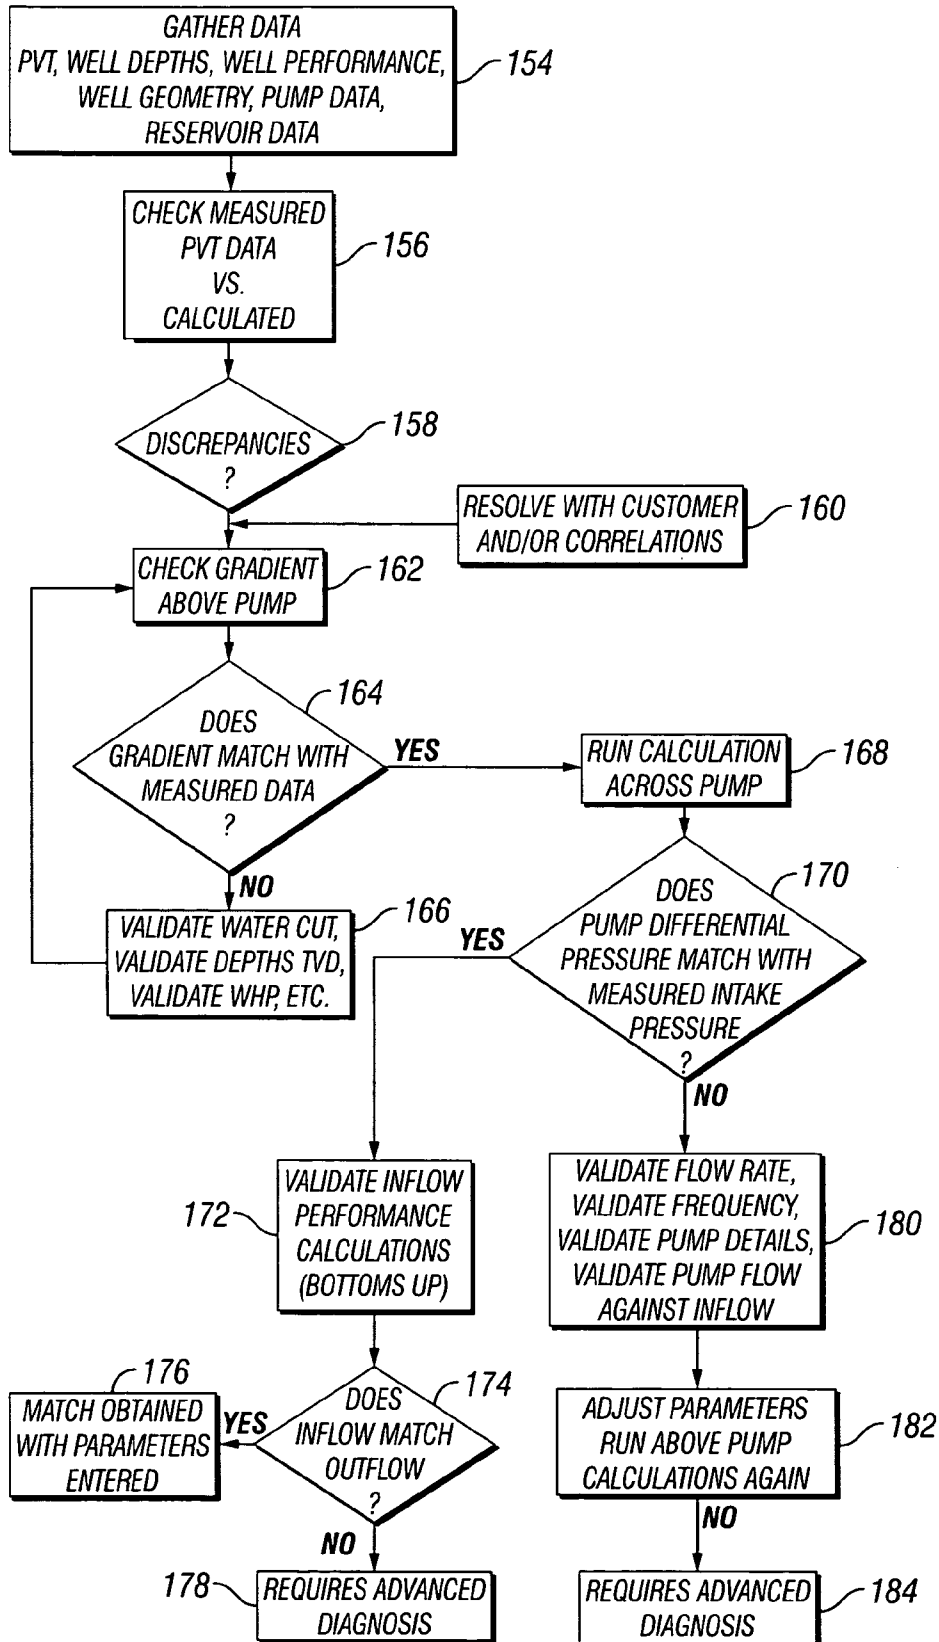 GATHER DATA
PVT, WELL DEPTHS, WELL PERFORMANCE,
WELL GEOMETRY, PUMP DATA,
RESERVOIR DATA
154
CHECK MEASURED
PVT DATA
VS.
CALCULATED
156
DISCREPANCIES
?
158
RESOLVE WITH CUSTOMER
AND/OR CORRELATIONS
160
CHECK GRADIENT
ABOVE PUMP
162
DOES
GRADIENT MATCH WITH
MEASURED DATA
?
164
YES
NO
VALIDATE WATER CUT,
VALIDATE DEPTHS TVD,
VALIDATE WHP, ETC.
166
RUN CALCULATION
ACROSS PUMP
168
DOES
PUMP DIFFERENTIAL
PRESSURE MATCH WITH
MEASURED INTAKE
PRESSURE
?
170
YES
NO
VALIDATE INFLOW
PERFORMANCE
CALCULATIONS
(BOTTOMS UP)
172
VALIDATE FLOW RATE,
VALIDATE FREQUENCY,
VALIDATE PUMP DETAILS,
VALIDATE PUMP FLOW
AGAINST INFLOW
180
DOES
INFLOW MATCH
OUTFLOW
?
174
YES
NO
176
MATCH OBTAINED
WITH PARAMETERS
ENTERED
ADJUST PARAMETERS
RUN ABOVE PUMP
CALCULATIONS AGAIN
182
NO
178
REQUIRES ADVANCED
DIAGNOSIS
REQUIRES ADVANCED
DIAGNOSIS
184